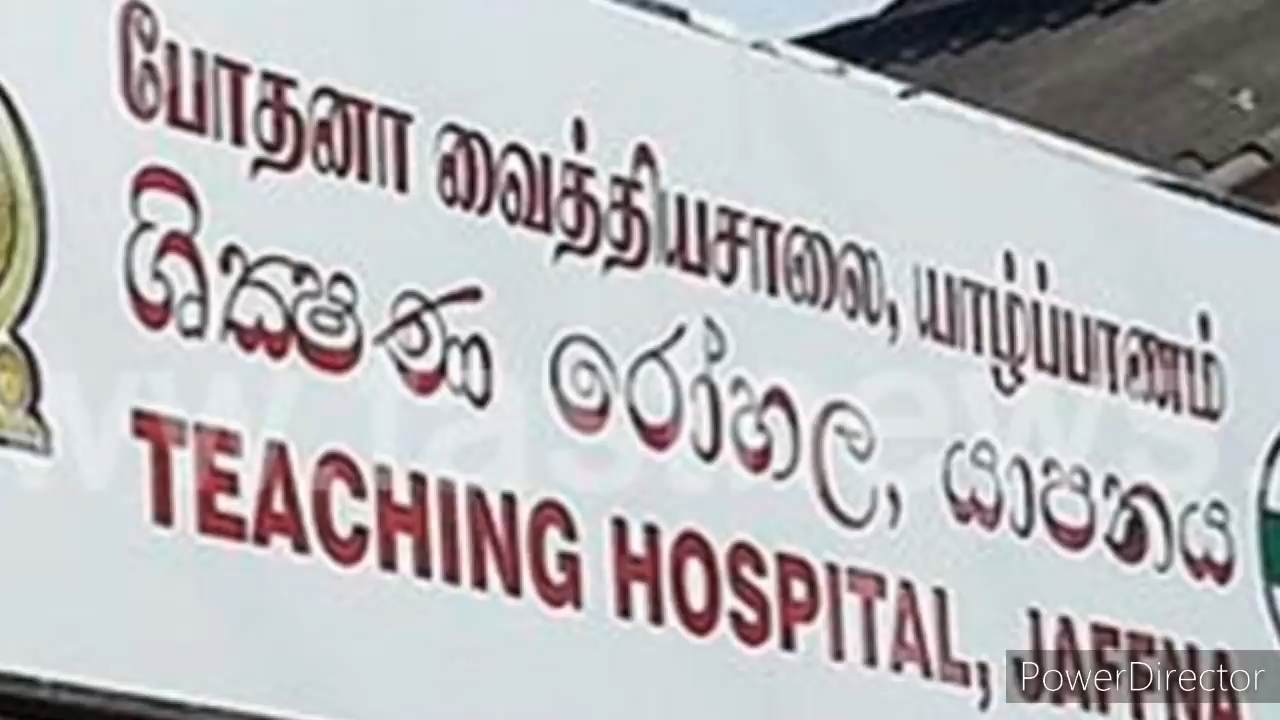 போதனா வைத்தியசாலை, யாழ்ப்பாணம்
ශික්ෂණ රෝහල, යාපනය
TEACHING HOSPITAL, JAFFNA
PowerDirector